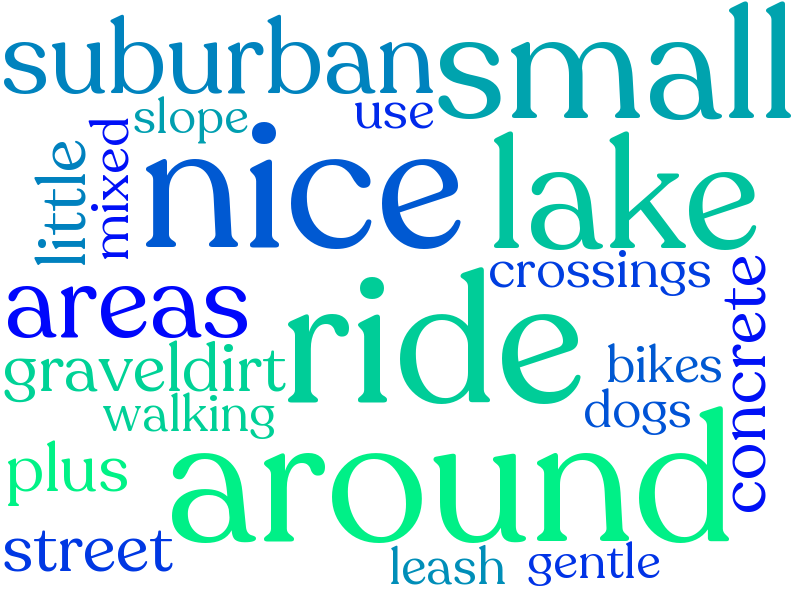 suburban small
slope use
little mixed nice lake
crossings
areas ride concrete
graveldirt bikes
walking dogs
plus around
street leash gentle